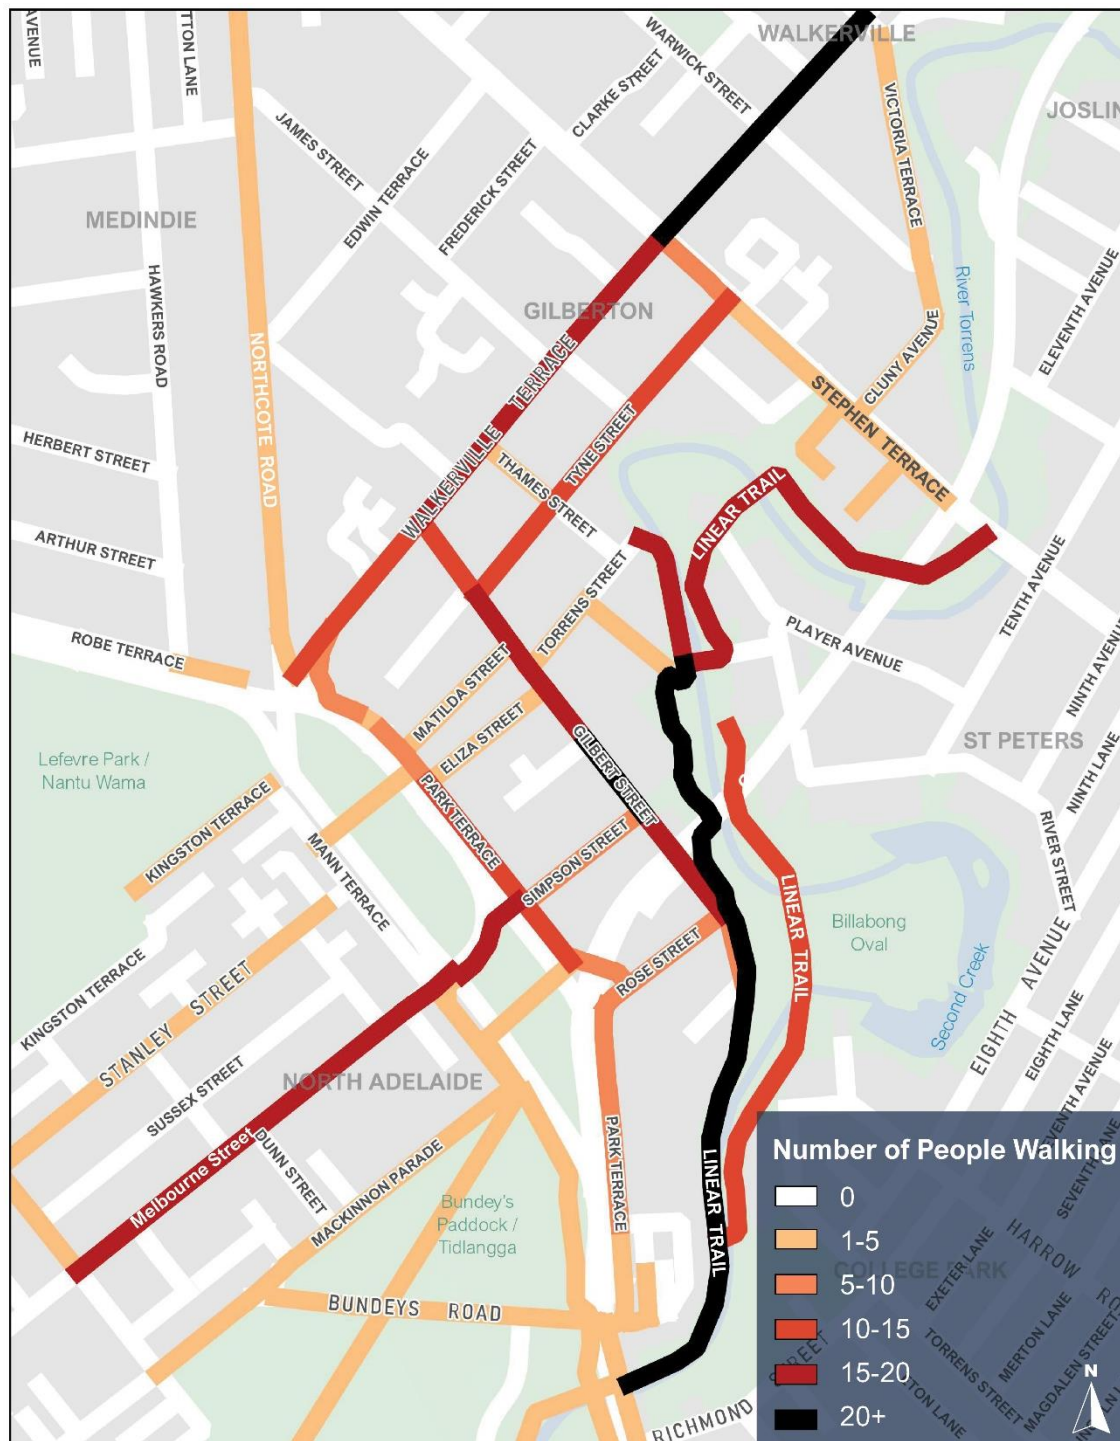 AVENUE
TTON LANE
WALKERVILLE
WARWICK STREET
CLARKE STREET
VICTORIA TERRACE
JOSLIN
JAMES STREET
EDWIN TERRACE
FREDERICK STREET
MEDINDIE
HAWKERS ROAD
GILBERTON
River Torrens
ELEVENTH AVENUE
NORTHCOTE ROAD
CLUNY AVENUE
WALKERVILLE TERRACE
TYNE STREET
STEPHEN TERRACE
HERBERT STREET
THAMES STREET
LINEAR TRAIL
ARTHUR STREET
TORRENS STREET
TENTH AVENUE
ROBE TERRACE
PLAYER AVENUE
NINTH AVENUE
MATILDA STREET
ELIZA STREET
ST PETERS
Lefevre Park /
Nantu Wama
GILBERT STREET
NINTH LANE
PARK TERRACE
KINGSTON TERRACE
MANN TERRACE
SIMPSON STREET
RIVER STREET
LINEAR TRAIL
Billabong
Oval
ROSE STREET
KINGSTON TERRACE
STANLEY STREET
Second Creek
EIGHTH AVENUE
EIGHTH LANE
SEVENTH AVENUE
SUSSEX STREET
NORTH ADELAIDE
Melbourne Street
DUNN STREET
MACKINNON PARADE
PARK TERRACE
LINEAR TRAIL
Bundey's
Paddock /
Tidlangga
BUNDEYS ROAD
RICHMOND
STREET
Number of People Walking
0
1-5
5-10
10-15
15-20
20+
SEVENTH LANE
HARROW
RO
COLLEGE PARK
EXETER LANE
MERTON LANE
TORRENS STREET
MAGDALEN STREET
TON LANE
N